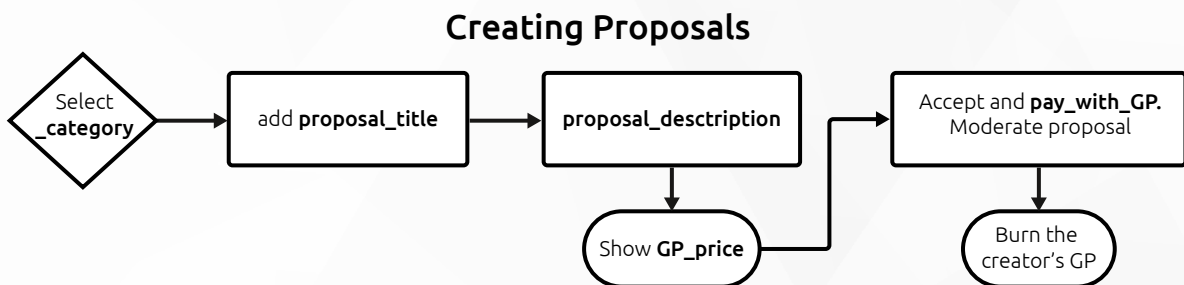 Creating Proposals
Select
_category
add proposal_title
proposal_desctription
Show GP_price
Accept and pay_with_GP.
Moderate proposal
Burn the
creator's GP